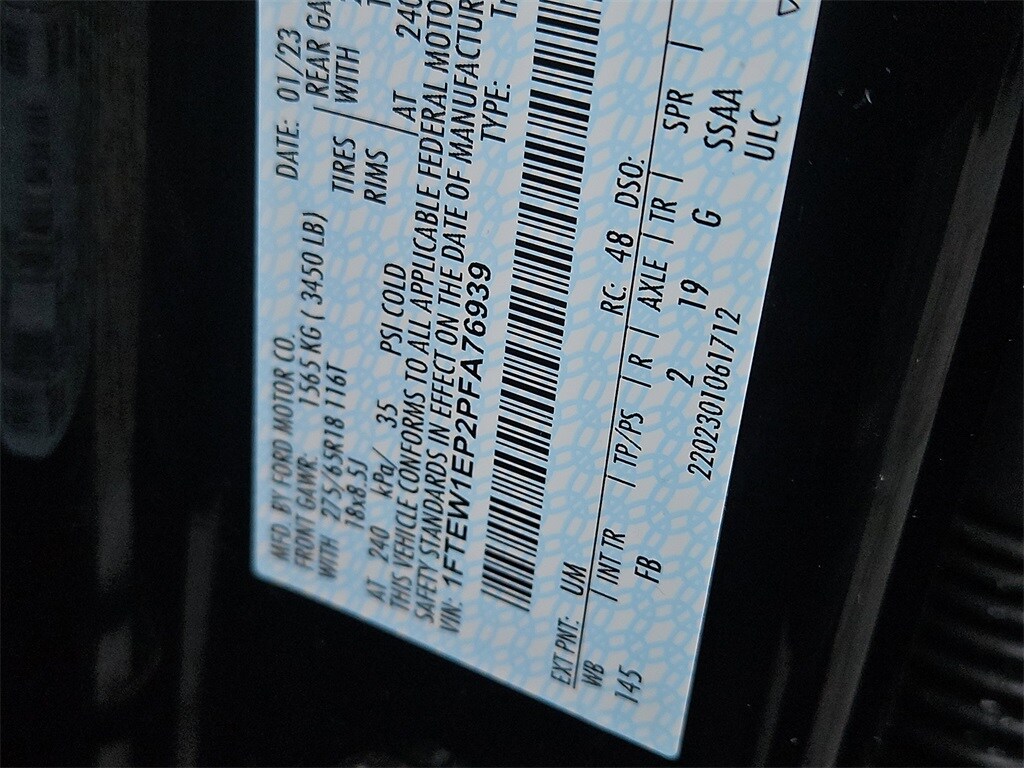 MFD. BY FORD MOTOR CO. DATE: 01/23
FRONT GAWR: 1565 KG ( 3450 LB) | REAR GA
WITH 275/65R18 116T TIRES WITH
18x8.5J RIMS
AT 240 kPa/ 35 PSI COLD AT 240
THIS VEHICLE CONFORMS TO ALL APPLICABLE FEDERAL MOTO
SAFETY STANDARDS IN EFFECT ON THE DATE OF MANUFACTUR
VIN: 1FTEW1EP2PFA76939 TYPE:
EXT PNT: UM RC: 48 DSO:
WB | INT TR | TP/PS | R | AXLE | TR | SPR |
145 FB 2 19 G SSAA
2202301061712 ULC